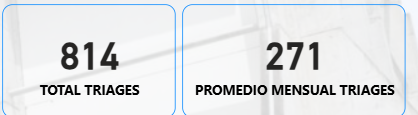 814
TOTAL TRIAGES
271
PROMEDIO MENSUAL TRIAGES